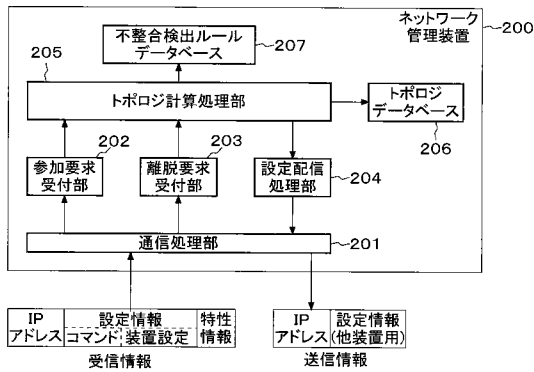 ネットワーク
管理装置
200
不整合検出ルール
データベース
207
205
トポロジ計算処理部
トポロジ
データベース
206
202
参加要求
受付部
203
離脱要求
受付部
設定配信
処理部
204
通信処理部
201
IP
アドレス
設定情報
コマンド
装置設定
特性
情報
受信情報
IP
アドレス
設定情報
(他装置用)
送信情報